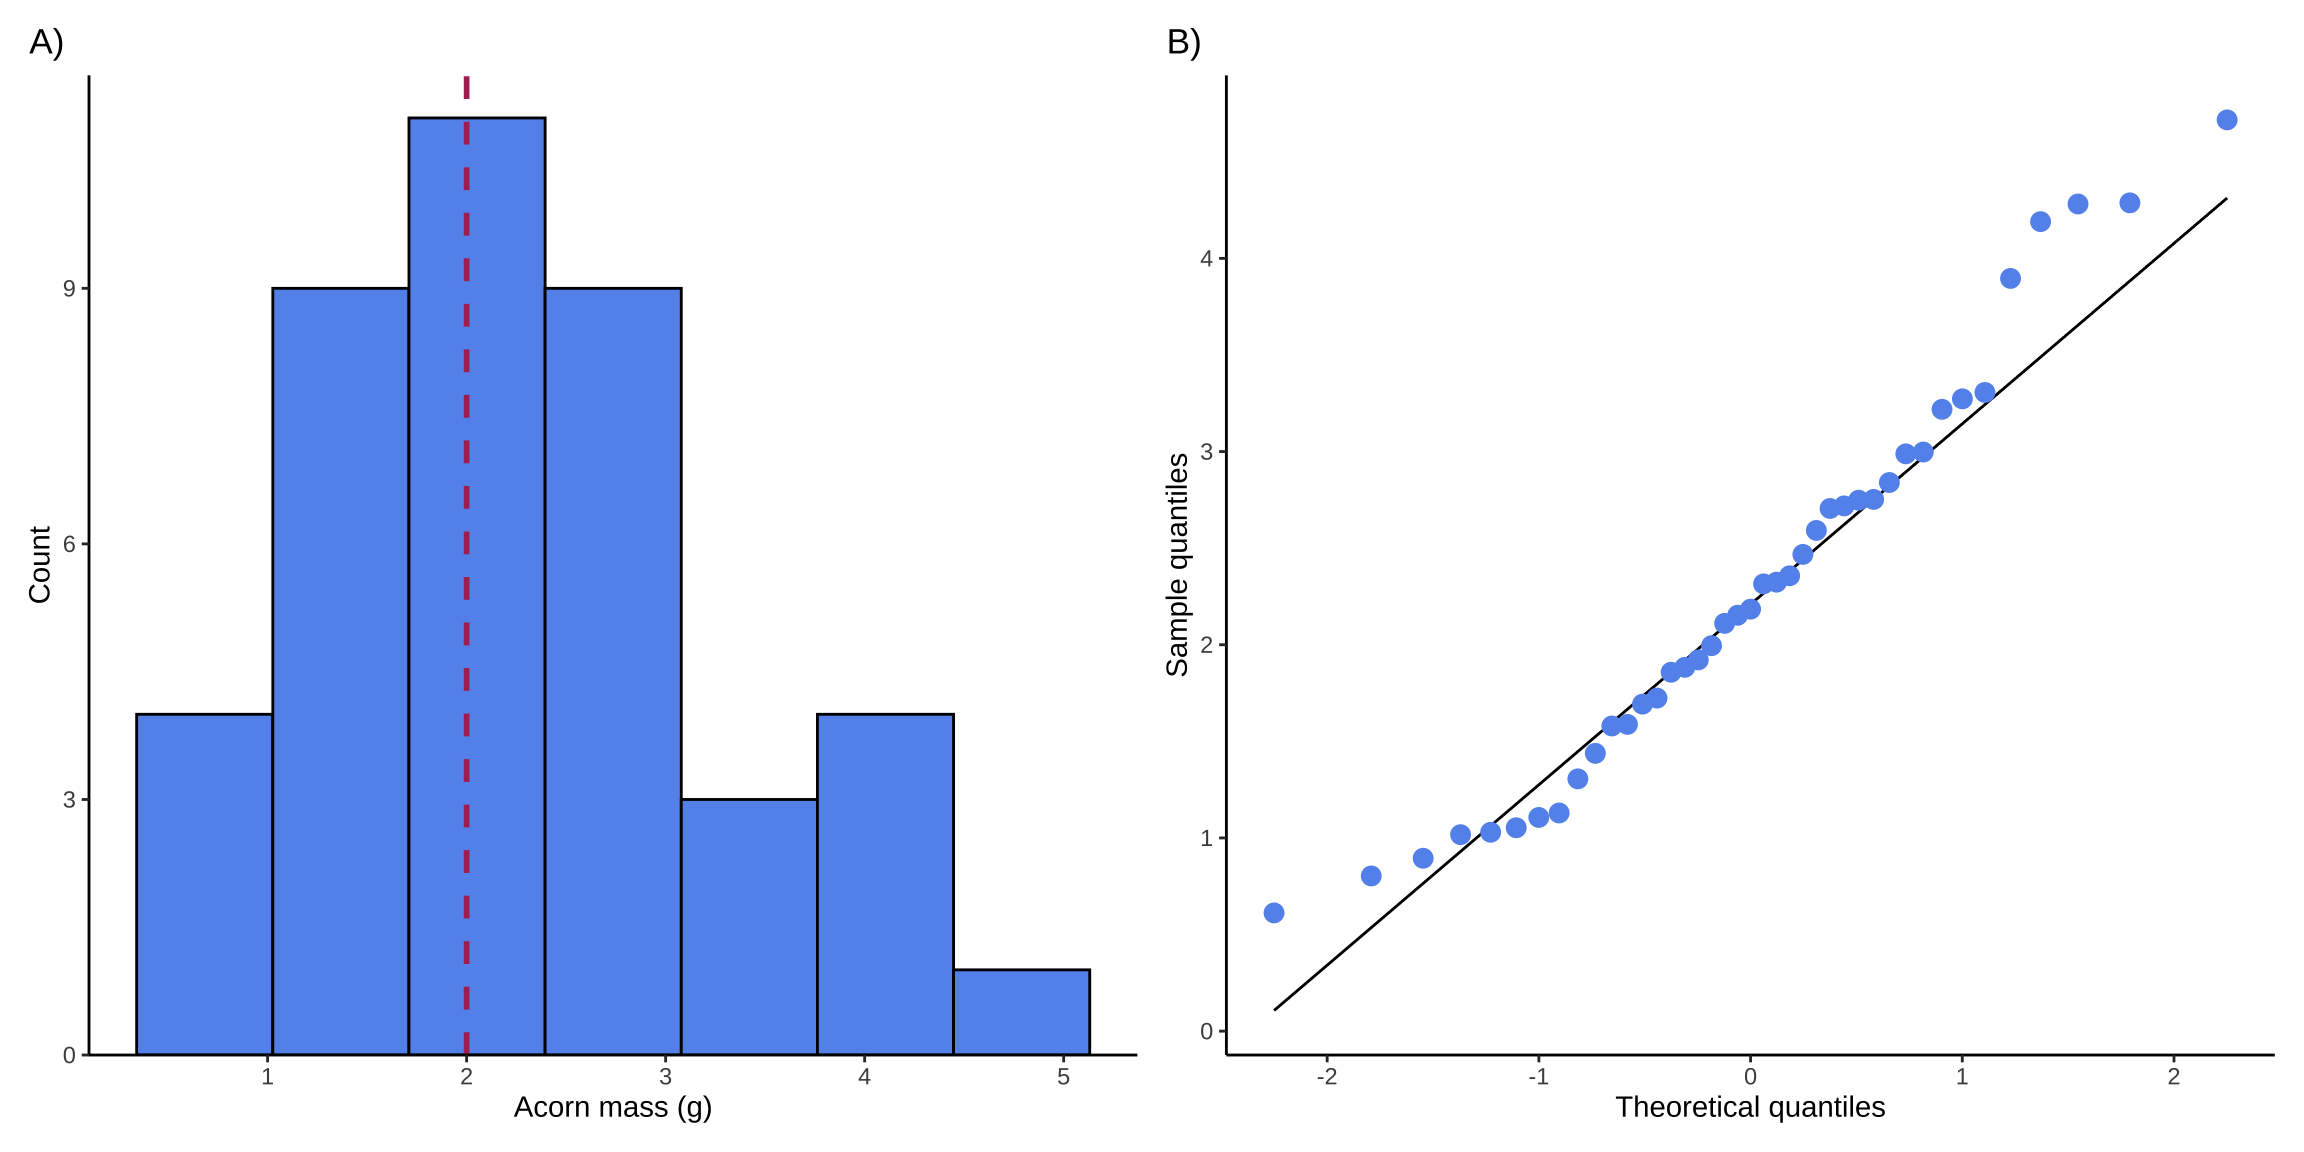 A)
Count
9
6
3
0
1 2 3 4 5
Acorn mass (g)
B)
Sample quantiles
4
3
2
1
0
-2 -1 0 1 2
Theoretical quantiles